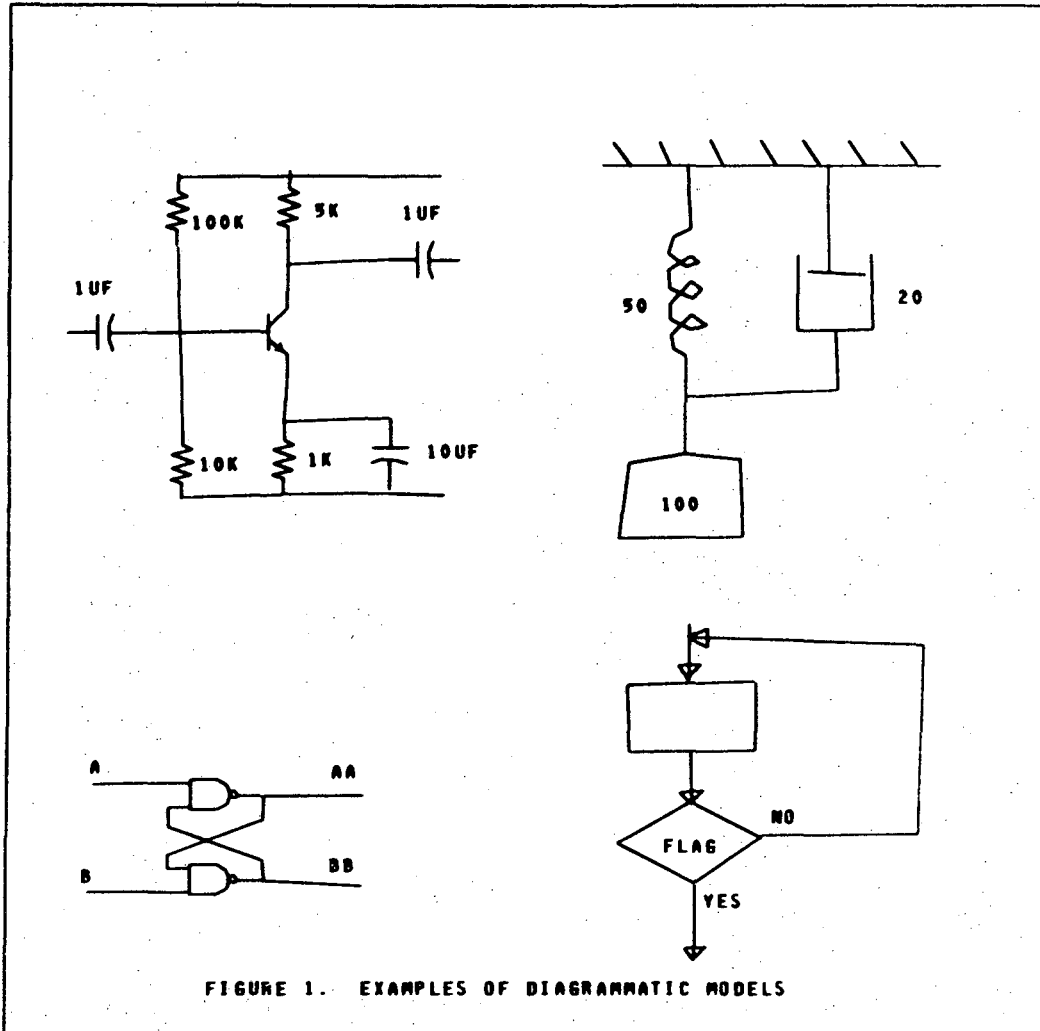 100K
5K
1UF
1UF
10K
1K
10UF
50
20
100
A
AA
B
BB
FLAG
NO
YES
FIGURE 1. EXAMPLES OF DIAGRAMMATIC MODELS